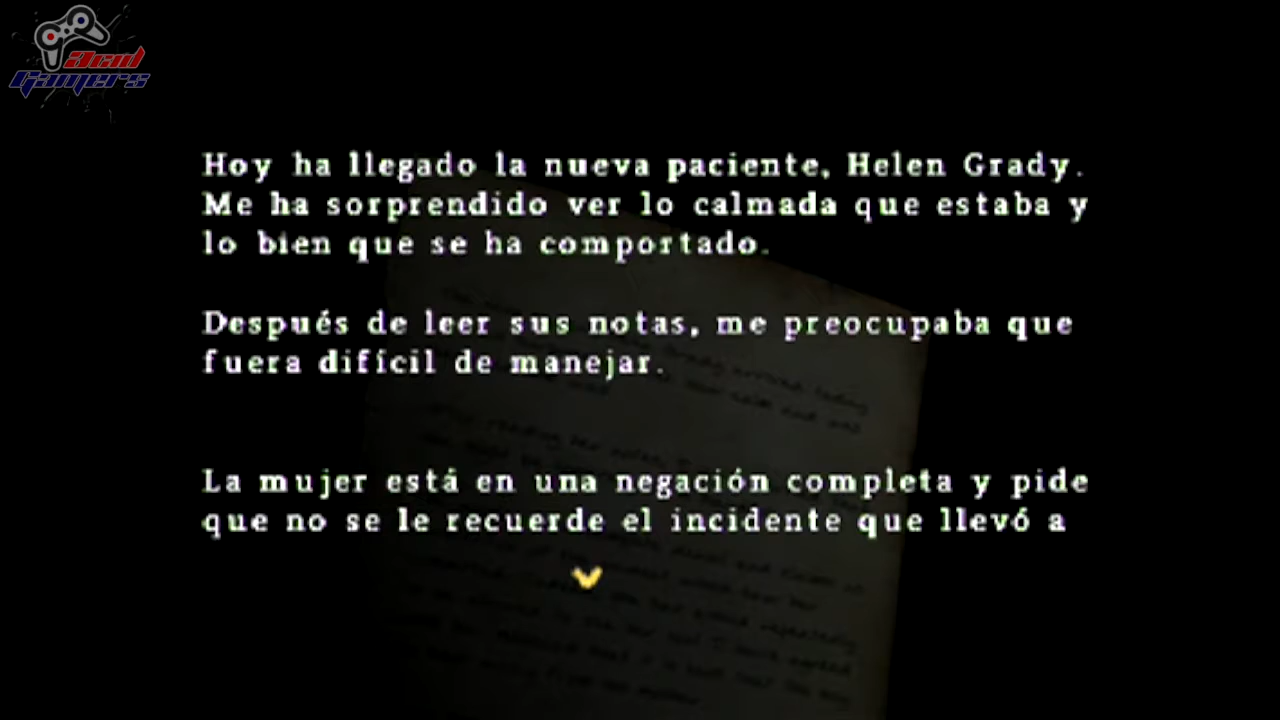 Acid
Gamers
Hoy ha llegado la nueva paciente, Helen Grady.
Me ha sorprendido ver lo calmada que estaba y
lo bien que se ha comportado.
Después de leer sus notas, me preocupaba que
fuera difícil de manejar.
La mujer está en una negación completa y pide
que no se le recuerde el incidente que llevó a